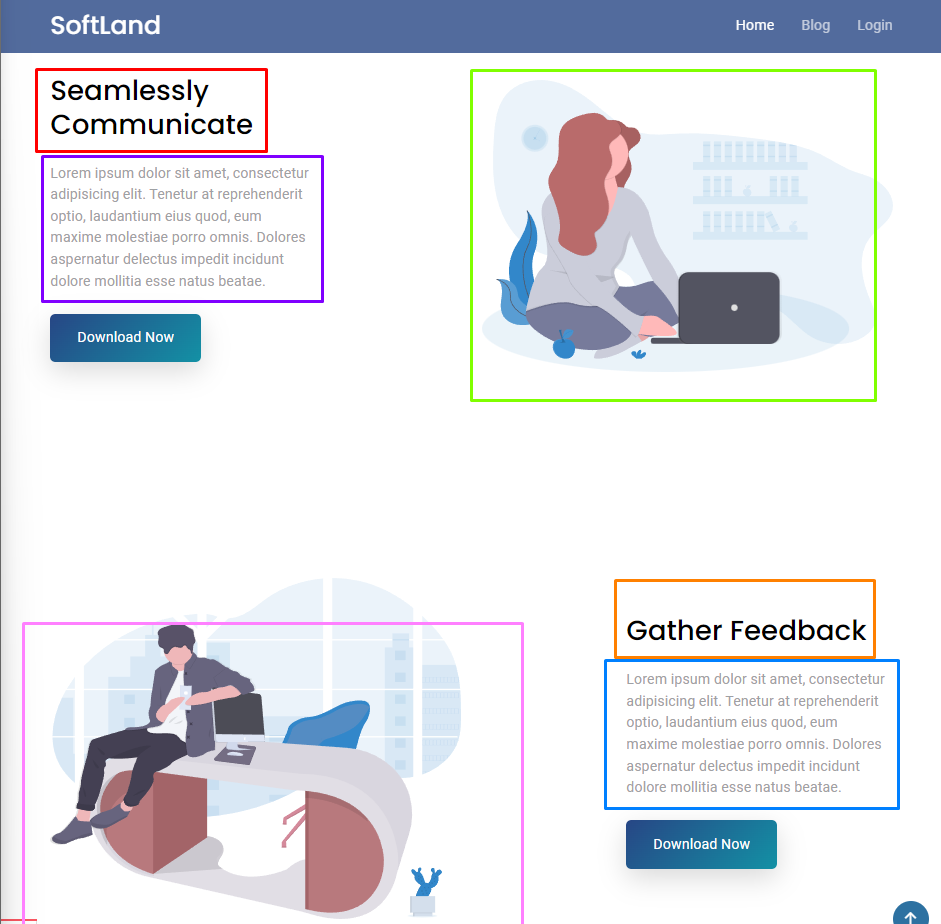 SoftLand
Home Blog Login
Seamlessly
Communicate
Lorem ipsum dolor sit amet, consectetur
adipisicing elit. Tenetur at reprehenderit
optio, laudantium eius quod, eum
maxime molestiae porro omnis. Dolores
aspernatur delectus impedit incidunt
dolore mollitia esse natus beatae.
Download Now
Gather Feedback
Lorem ipsum dolor sit amet, consectetur
adipisicing elit. Tenetur at reprehenderit
optio, laudantium eius quod, eum
maxime molestiae porro omnis. Dolores
aspernatur delectus impedit incidunt
dolore mollitia esse natus beatae.
Download Now